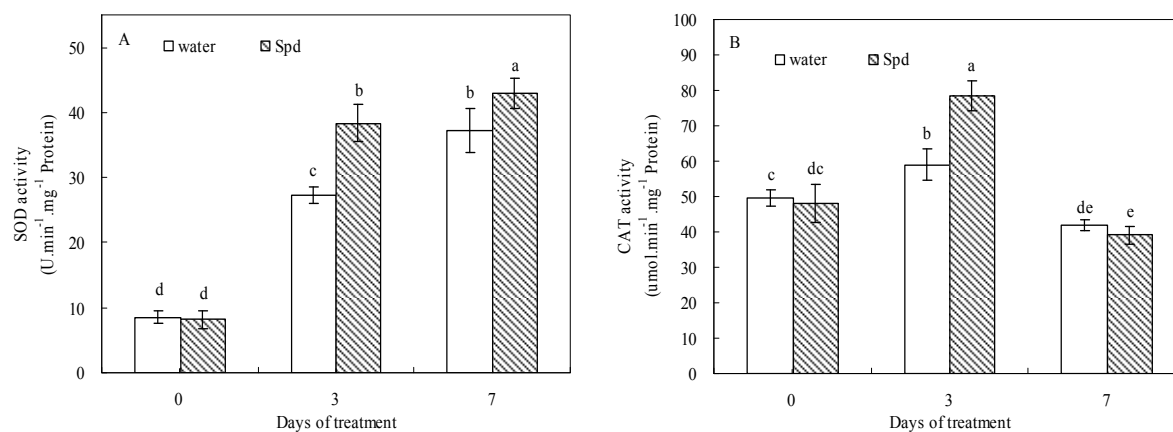 A
water
Spd
50
40
30
20
10
0
SOD activity
(U.min⁻¹.mg⁻¹ Protein)
d
d
c
b
b
a
0
3
7
Days of treatment
B
water
Spd
100
90
80
70
60
50
40
30
20
10
0
CAT activity
(umol.min⁻¹.mg⁻¹ Protein)
c
dc
b
a
de
e
0
3
7
Days of treatment